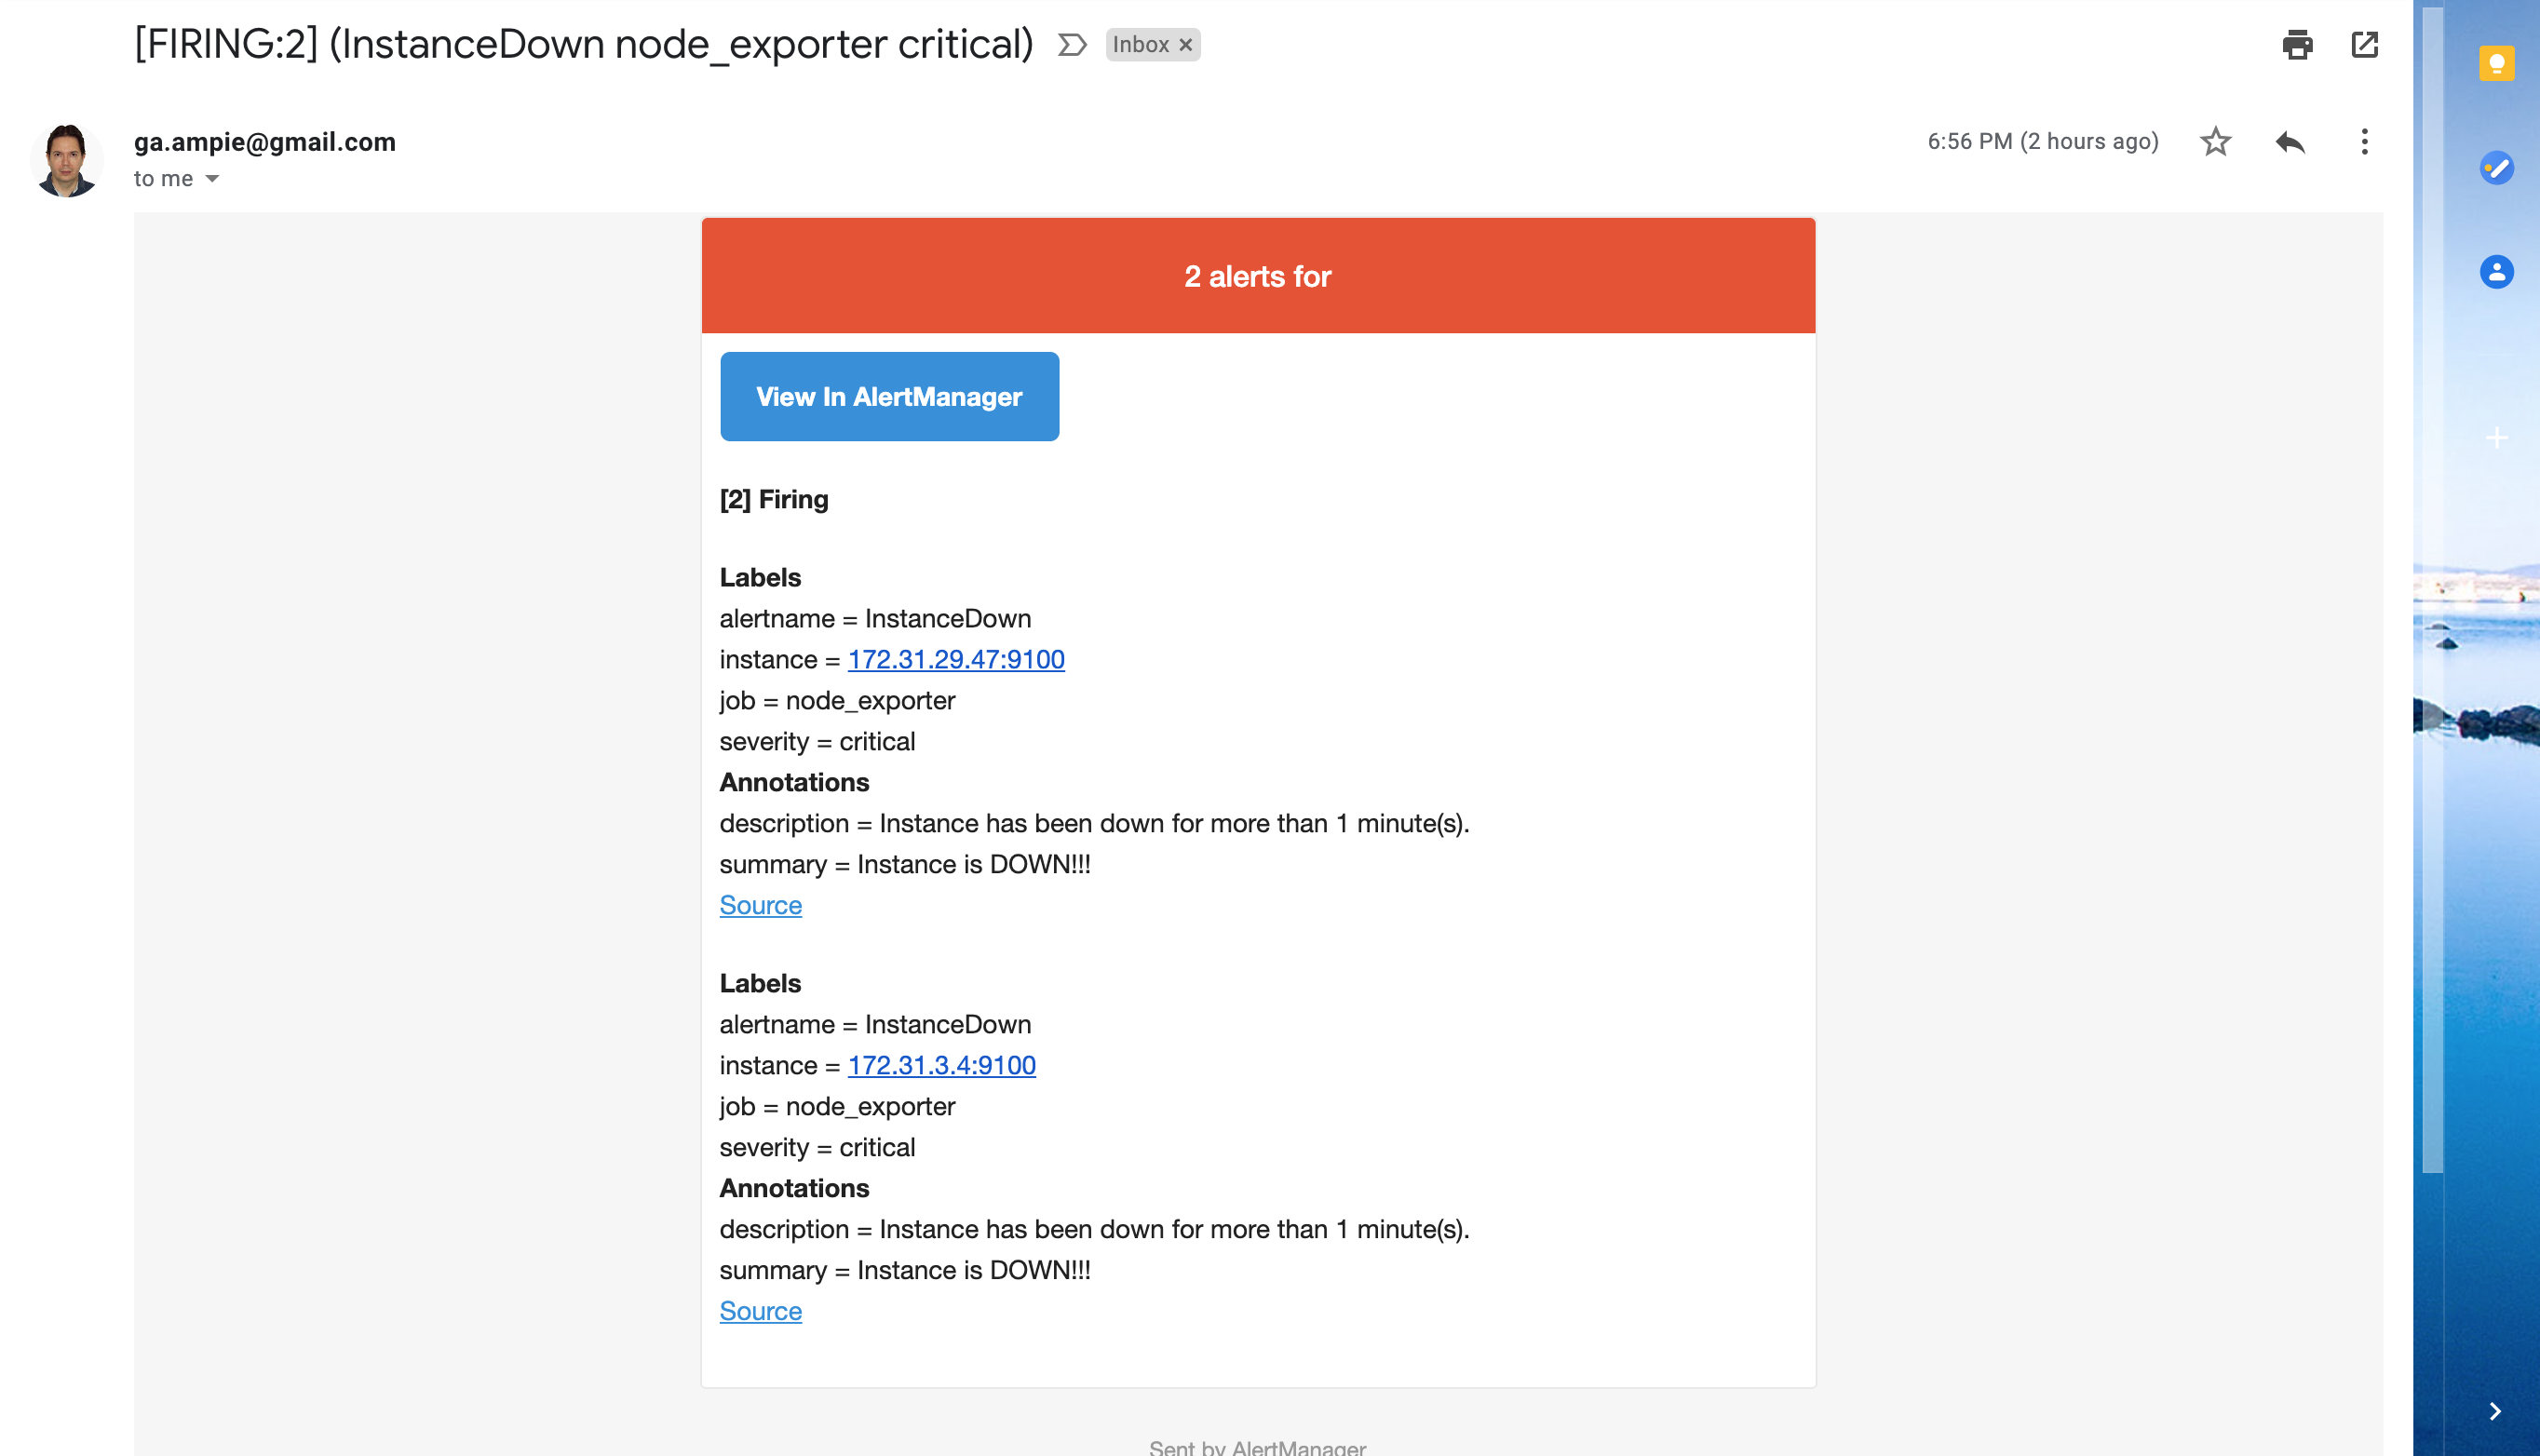 [FIRING:2] (InstanceDown node_exporter critical)
Inbox ×
ga.ampie@gmail.com
6:56 PM (2 hours ago)
to me
2 alerts for
View In AlertManager
[2] Firing
Labels
alertname = InstanceDown
instance = 172.31.29.47:9100
job = node_exporter
severity = critical
Annotations
description = Instance has been down for more than 1 minute(s).
summary = Instance is DOWN!!!
Source
Labels
alertname = InstanceDown
instance = 172.31.3.4:9100
job = node_exporter
severity = critical
Annotations
description = Instance has been down for more than 1 minute(s).
summary = Instance is DOWN!!!
Source
Sent by AlertManager